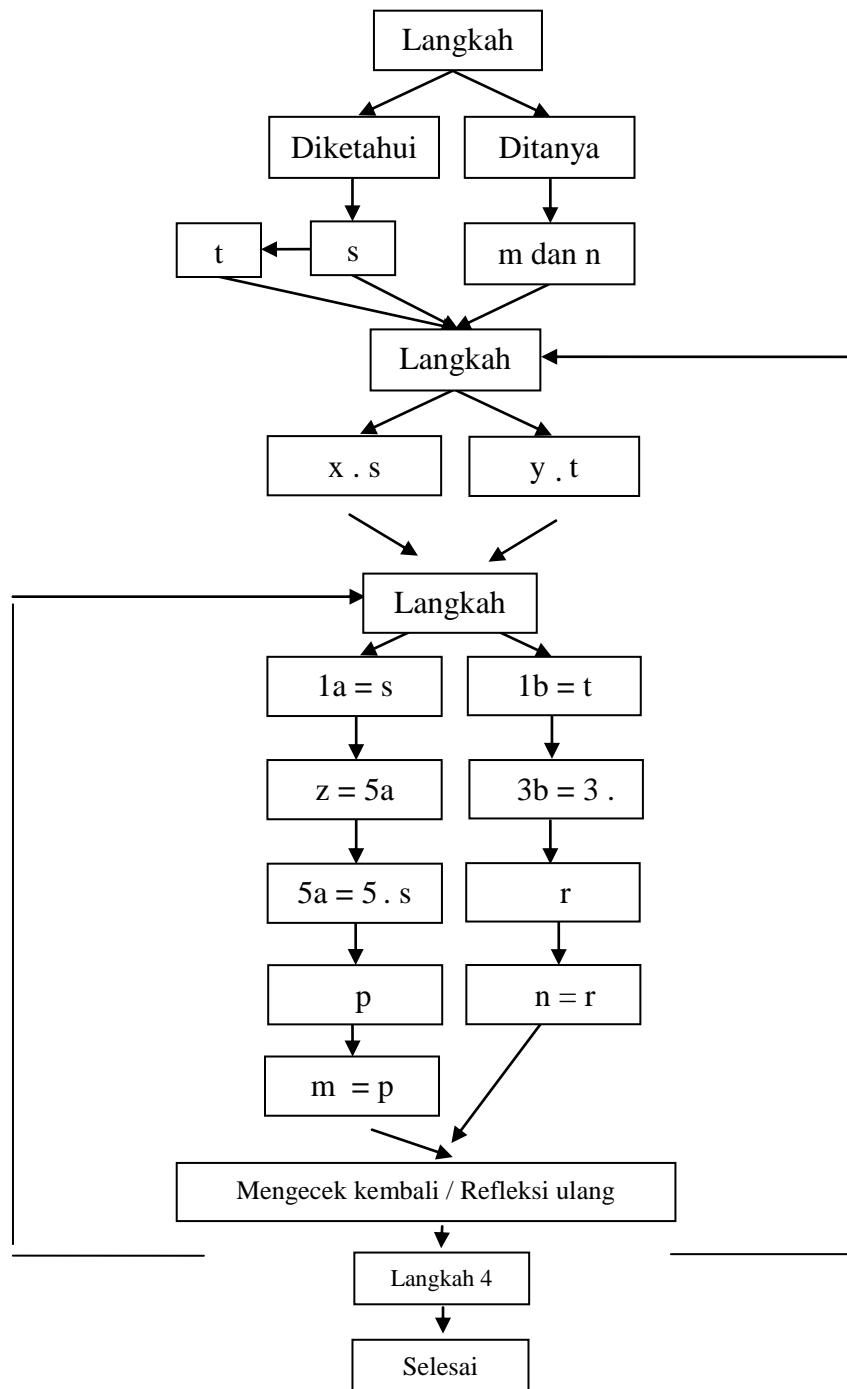 Langkah
Diketahui
Ditanya
t
s
m dan n
Langkah
x . s
y . t
Langkah
1a = s
1b = t
z = 5a
3b = 3 .
5a = 5 . s
r
p
n = r
m = p
Mengecek kembali / Refleksi ulang
Langkah 4
Selesai